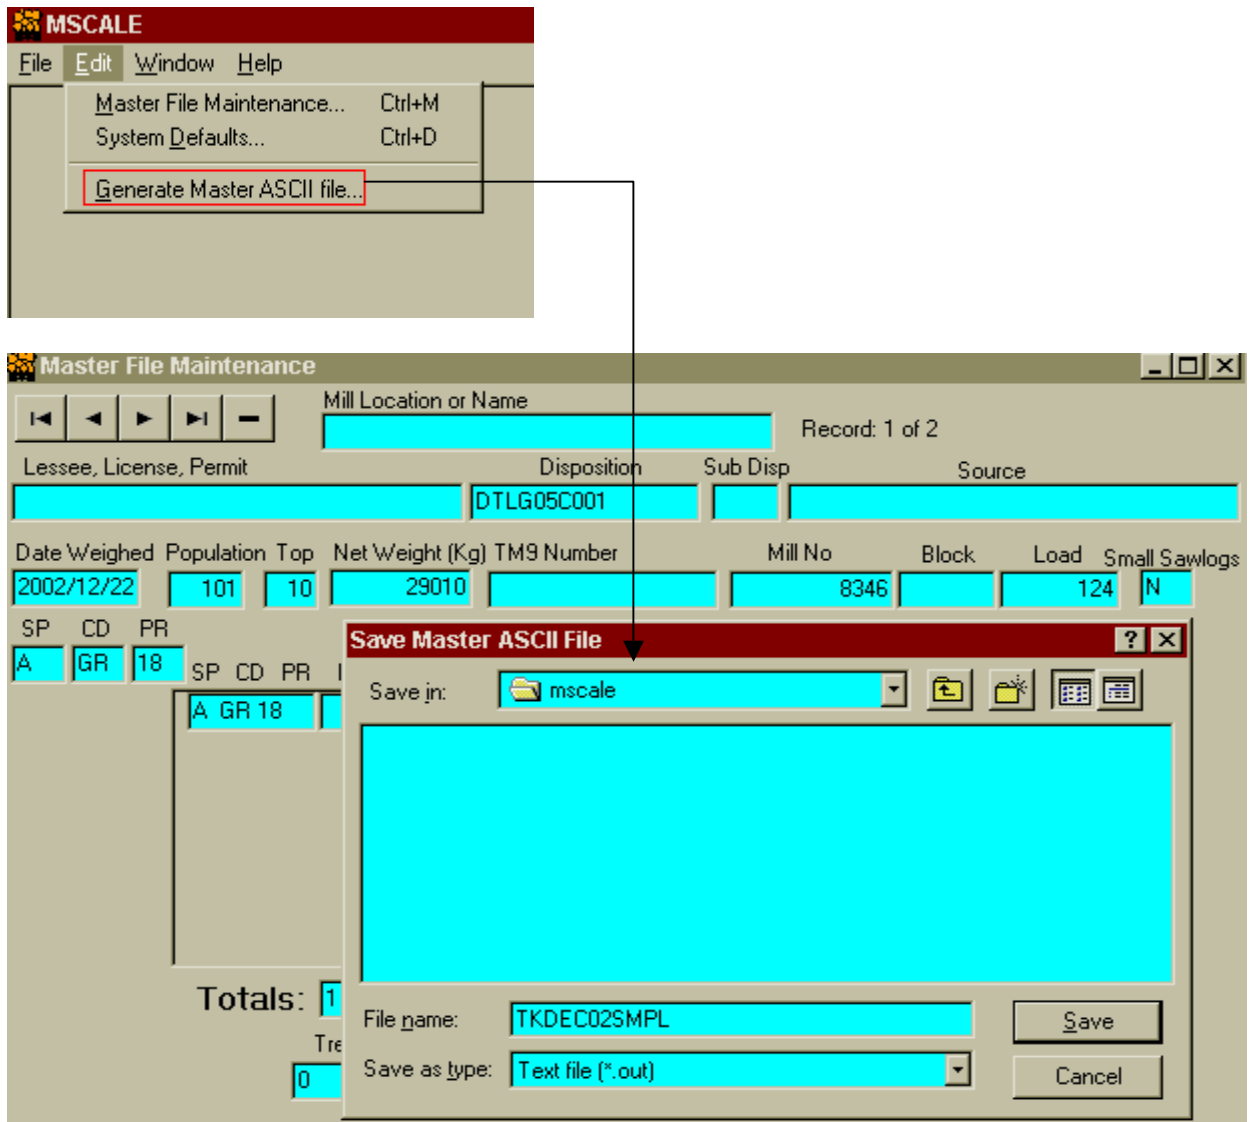 MSCALE
File Edit Window Help
Master File Maintenance... Ctrl+M
System Defaults... Ctrl+D
Generate Master ASCII file...
Master File Maintenance
Mill Location or Name
Record: 1 of 2
Lessee, License, Permit Disposition Sub Disp Source
DTLG05C001
Date Weighed Population Top Net Weight (Kg) TM9 Number Mill No Block Load Small Sawlogs
2002/12/22 101 10 29010 8346 124 N
SP CD PR
A GR 18
SP CD PR
A GR 18
Save Master ASCII File
Save in: mscale
Totals: 1
File name: TKDEC02SMPL Save
Tre
0
Save as type: Text file (*.out) Cancel